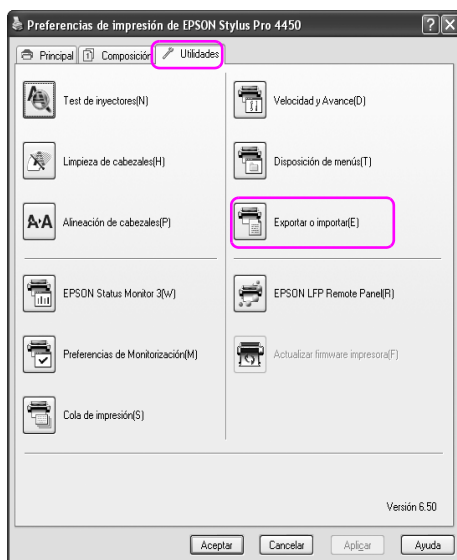 Preferencias de impresión de EPSON Stylus Pro 4450
Principal
Composición
Utilidades
Test de inyectores(N)
Velocidad y Avance(D)
Limpieza de cabezales(H)
Disposición de menús(T)
Alineación de cabezales(P)
Exportar o importar(E)
EPSON Status Monitor 3(W)
EPSON LFP Remote Panel(R)
Preferencias de Monitorización(M)
Actualizar firmware impresora(F)
Cola de impresión(S)
Versión 6.50
Aceptar
Cancelar
Aplicar
Ayuda